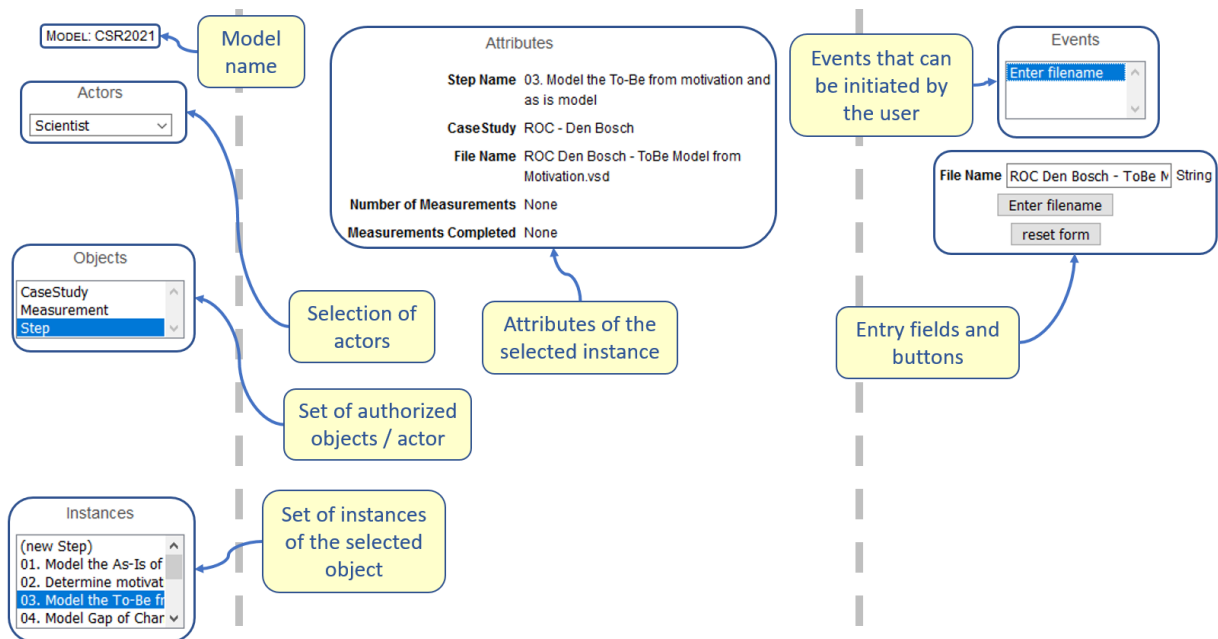 MODEL: CSR2021
Model
name
Actors
Scientist
Objects
CaseStudy
Measurement
Step
Selection of
actors
Set of authorized
objects / actor
Instances
(new Step)
01. Model the As-Is of
02. Determine motivat
03. Model the To-Be fr
04. Model Gap of Char
Set of instances
of the selected
object
Attributes
Step Name 03. Model the To-Be from motivation and
as is model
CaseStudy ROC - Den Bosch
File Name ROC Den Bosch - ToBe Model from
Motivation.vsd
Number of Measurements None
Measurements Completed None
Attributes of the
selected instance
Events that can
be initiated by
the user
Events
Enter filename
File Name ROC Den Bosch - ToBe M String
Enter filename
reset form
Entry fields and
buttons